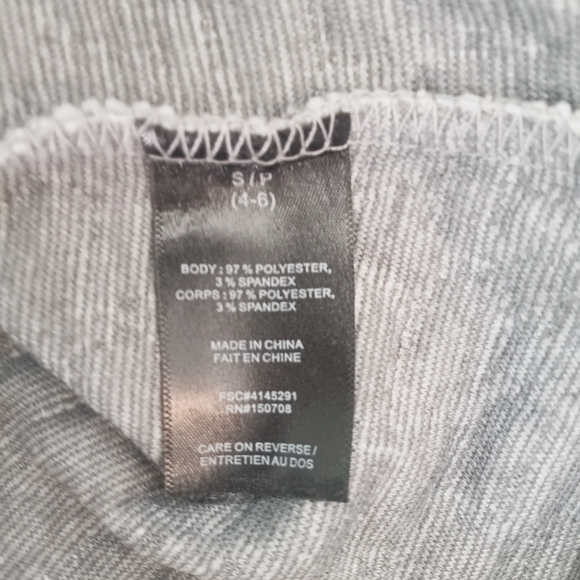 S / P
(4-6)
BODY : 97 % POLYESTER,
3 % SPANDEX
CORPS : 97 % POLYESTER,
3 % SPANDEX
MADE IN CHINA
FAIT EN CHINE
FSC#4145291
RN#150708
CARE ON REVERSE /
ENTRETIEN AU DOS